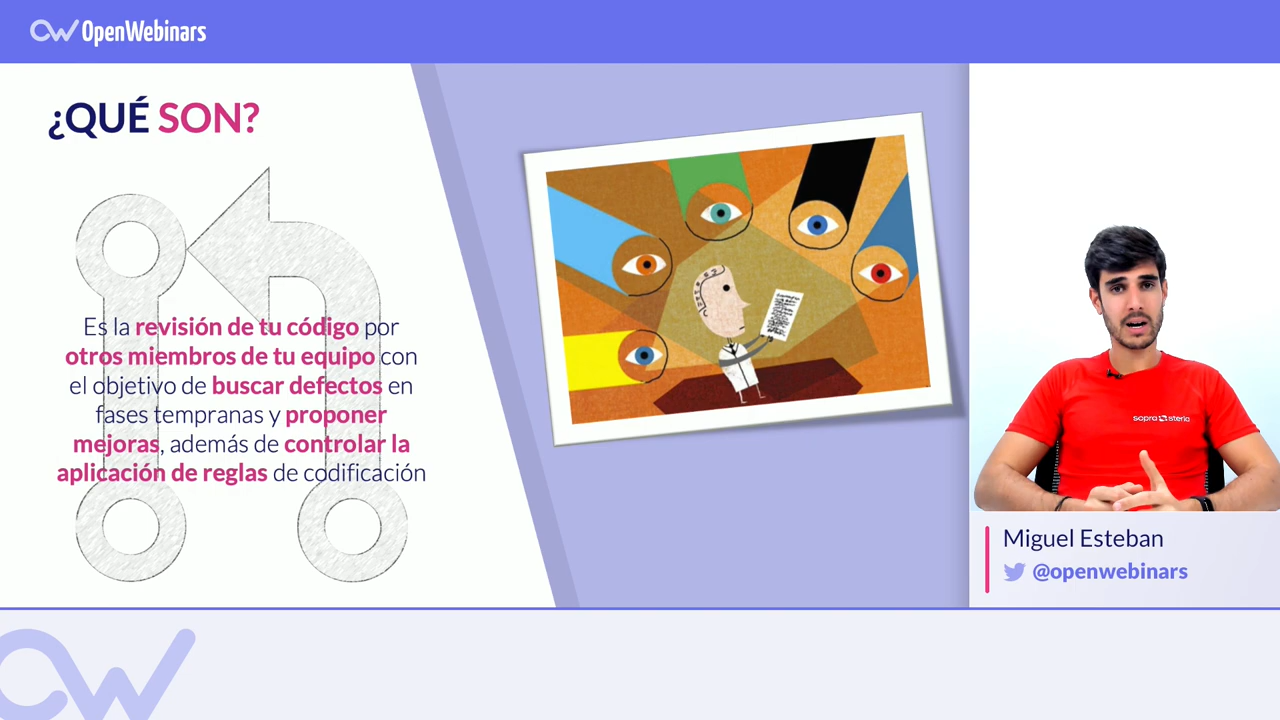 OpenWebinars
¿QUÉ SON?
Es la revisión de tu código por
otros miembros de tu equipo con
el objetivo de buscar defectos en
fases tempranas y proponer
mejoras, además de controlar la
aplicación de reglas de codificación
sopra steria
Miguel Esteban
@openwebinars